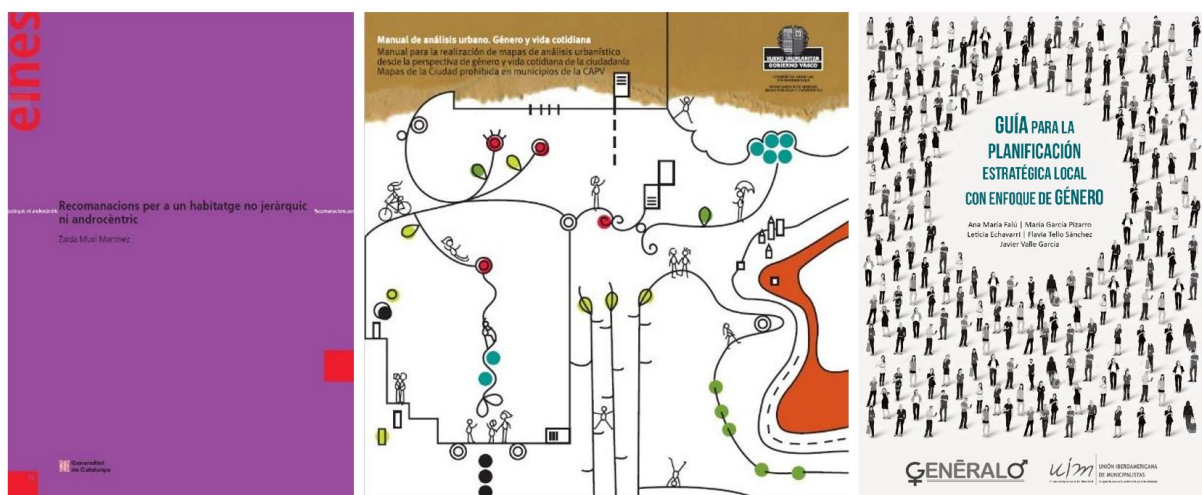 eines
Recomanacions per a un habitatge no jeràrquic
ni androcèntric
Zaida Muxí Martínez
Generalitat
de Catalunya
Manual de análisis urbano. Género y vida cotidiana
Manual para la realización de mapas de análisis urbanístico
desde la perspectiva de género y vida cotidiana de la ciudadanía
Mapas de la Ciudad prohibida en municipios de la CAPV
EUSKO JAURLARITZA
GOBIERNO VASCO
GUÍA PARA LA
PLANIFICACIÓN
ESTRATÉGICA LOCAL
CON ENFOQUE DE GÉNERO
Ana María Falú | María García Pizarro
Leticia Echavarri | Flavia Tello Sánchez
Javier Valle García
GENĒRALO
uim
UNIÓN IBEROAMERICANA
DE MUNICIPALISTAS